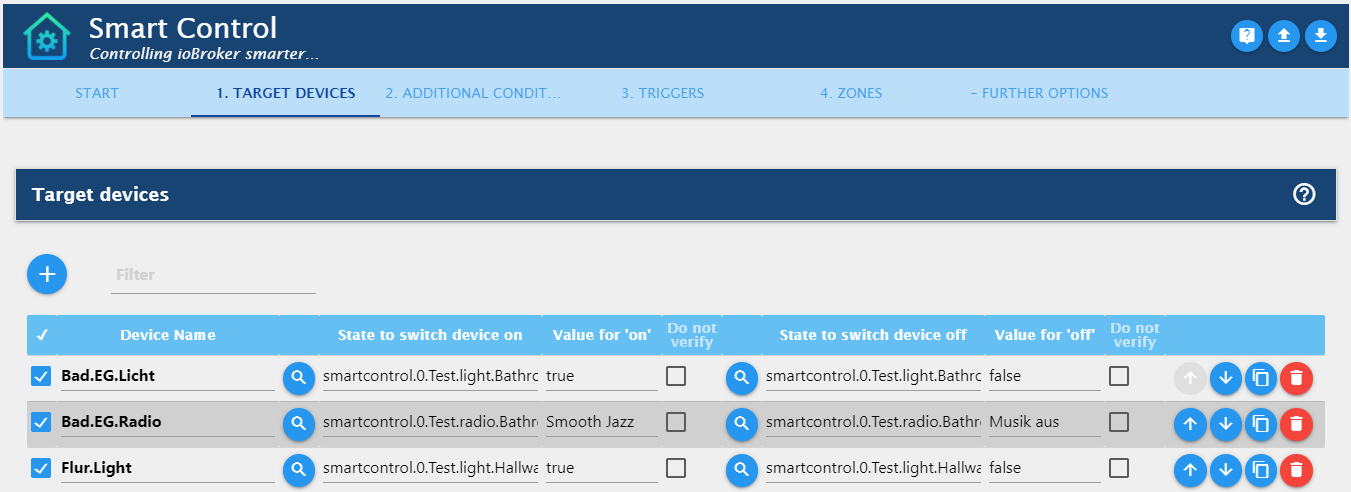 Smart Control
Controlling ioBroker smarter...
START 1. TARGET DEVICES 2. ADDITIONAL CONDIT... 3. TRIGGERS 4. ZONES – FURTHER OPTIONS
Target devices
Filter
✓ Device Name State to switch device on Value for 'on' Do not verify State to switch device off Value for 'off' Do not verify
Bad.EG.Licht smartcontrol.0.Test.light.Bathro true smartcontrol.0.Test.light.Bathro false
Bad.EG.Radio smartcontrol.0.Test.radio.Bathr Smooth Jazz smartcontrol.0.Test.radio.Bathr Musik aus
Flur.Light smartcontrol.0.Test.light.Hallwa true smartcontrol.0.Test.light.Hallwa false